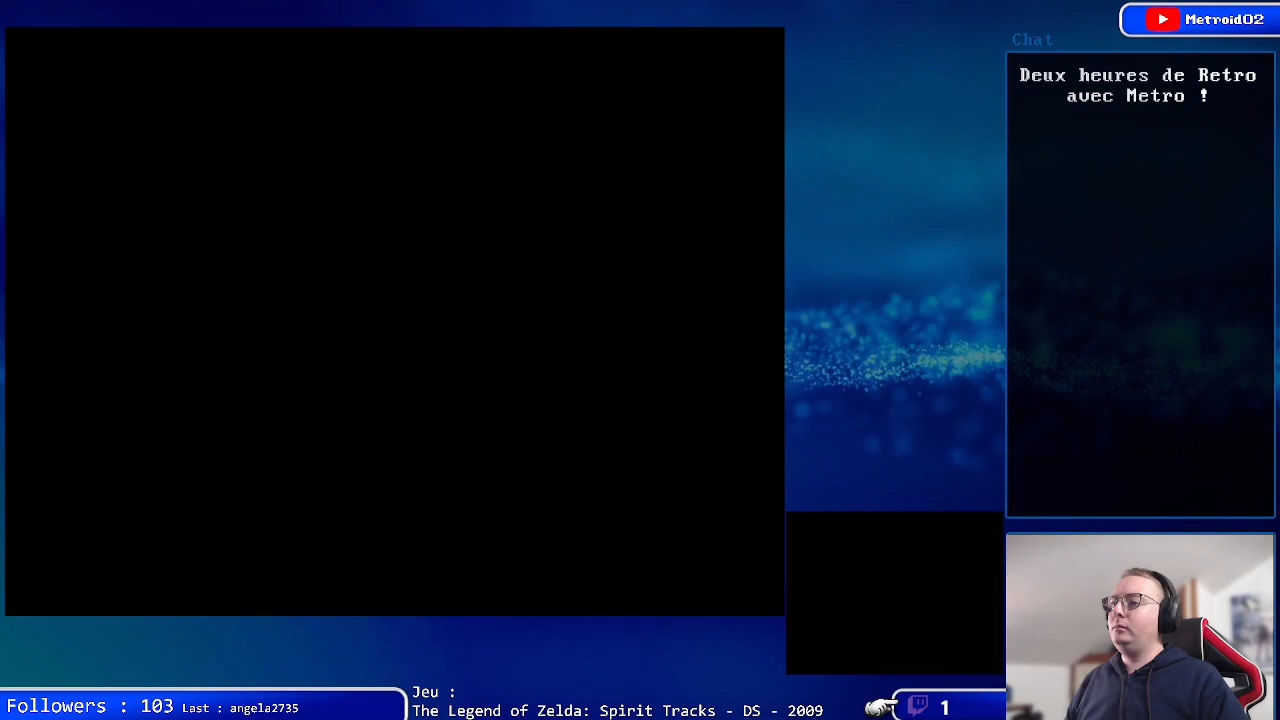 Metroid02
Chat
Deux heures de Retro
avec Metro !
Followers : 103 Last : angela2735
Jeu :
The Legend of Zelda: Spirit Tracks - DS - 2009
1